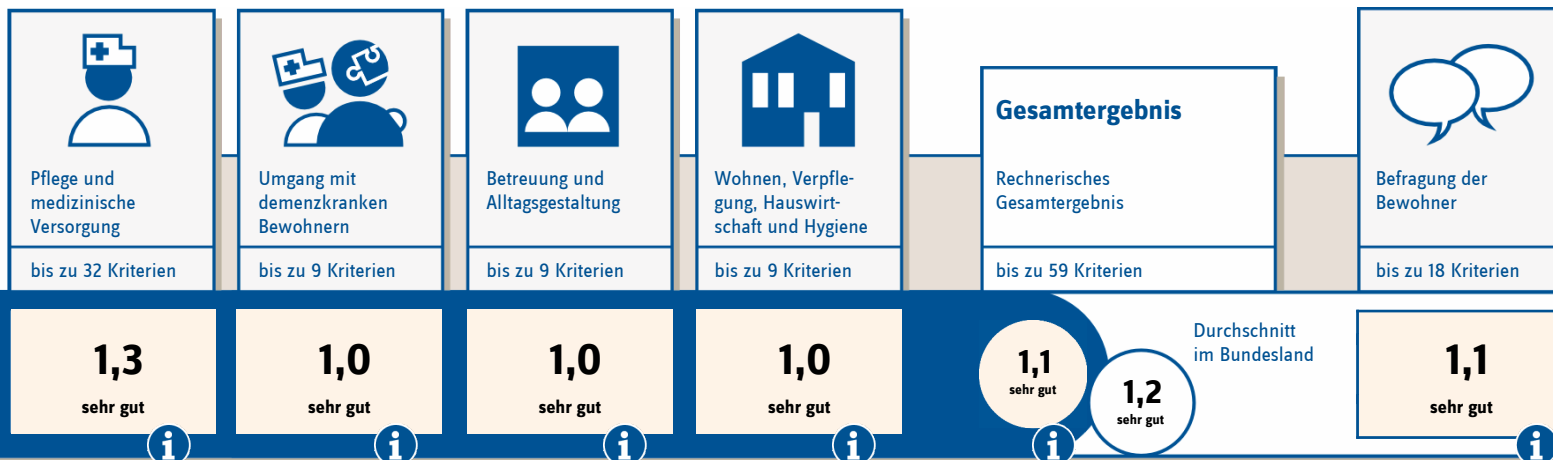 Pflege und
medizinische
Versorgung
bis zu 32 Kriterien
1,3
sehr gut
i
Umgang mit
demenzkranken
Bewohnern
bis zu 9 Kriterien
1,0
sehr gut
i
Betreuung und
Alltagsgestaltung
bis zu 9 Kriterien
1,0
sehr gut
i
Wohnen, Verpfle-
gung, Hauswirt-
schaft und Hygiene
bis zu 9 Kriterien
1,0
sehr gut
i
Gesamtergebnis
Rechnerisches
Gesamtergebnis
bis zu 59 Kriterien
1,1
sehr gut
i
Durchschnitt
im Bundesland
1,2
sehr gut
Befragung der
Bewohner
bis zu 18 Kriterien
1,1
sehr gut
i